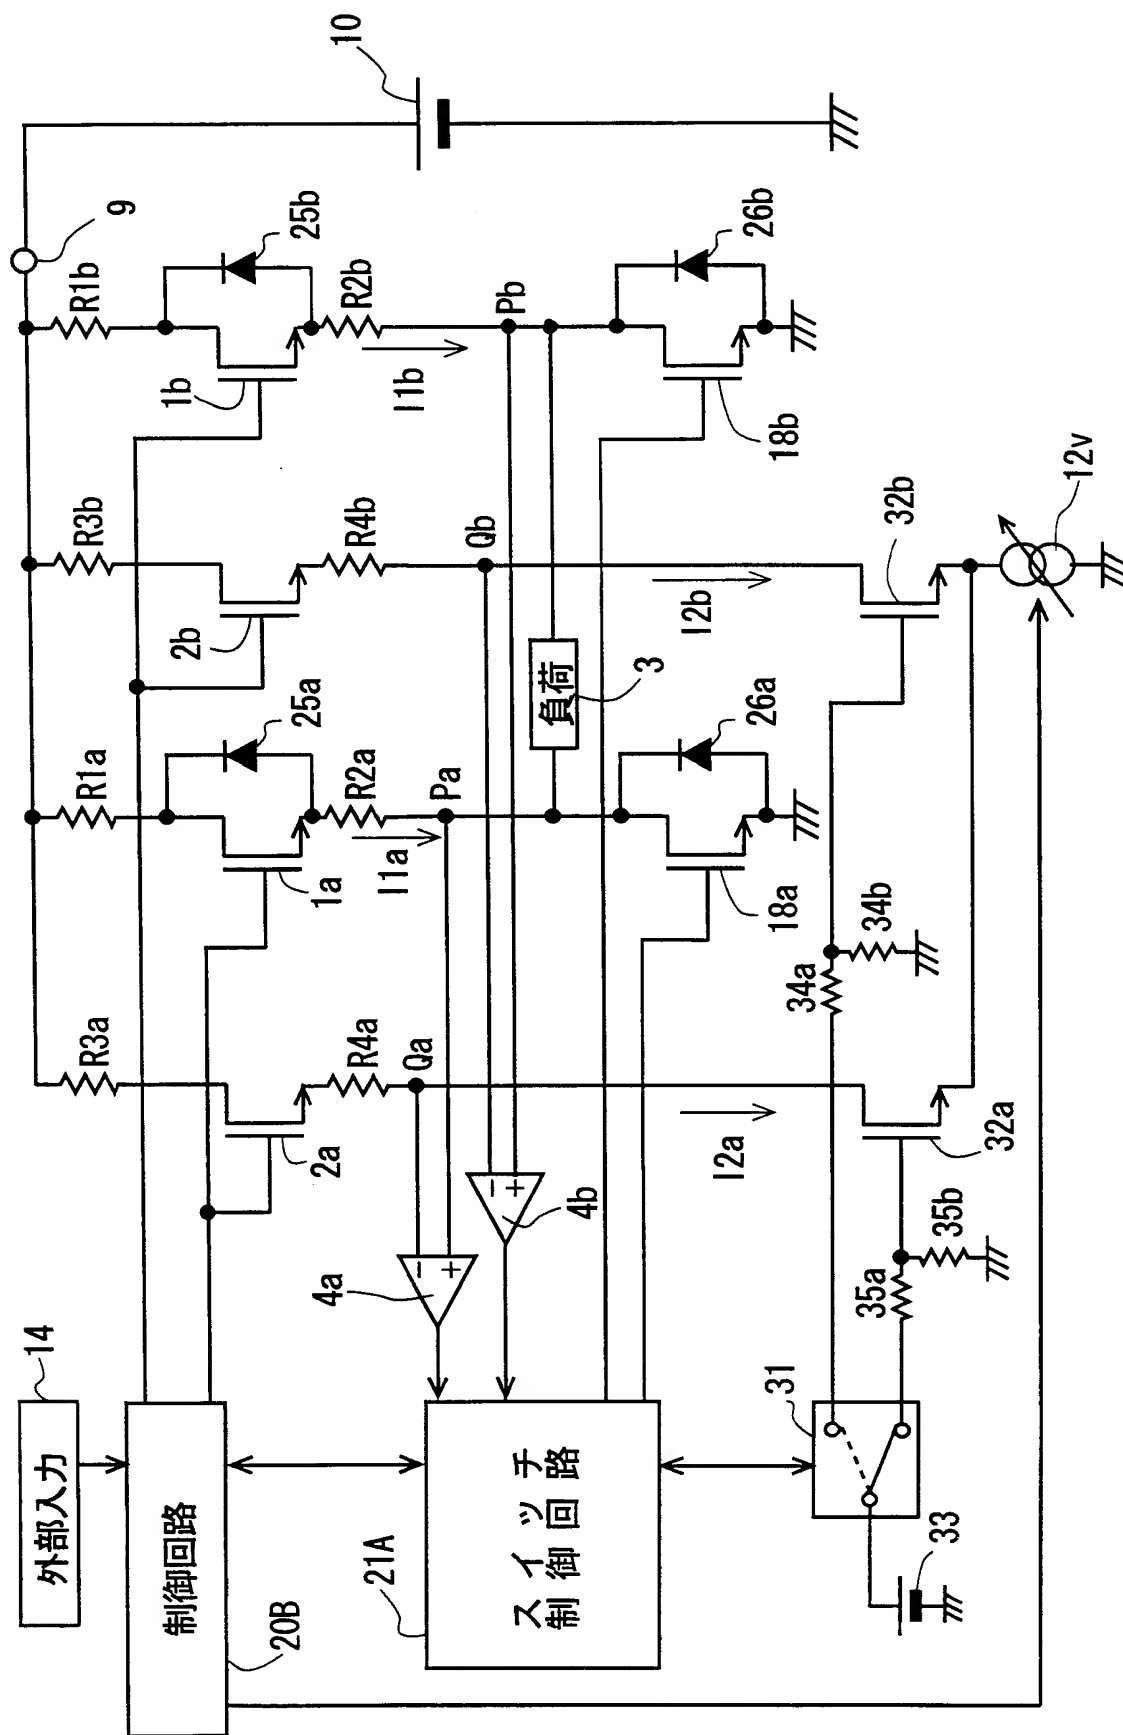 外部入力
14
制御回路
20B
スイッチ
制御回路
21A
31
33
4a
4b
R3a
2a
R4a
Qa
I2a
35a
35b
32a
34a
34b
R1a
25a
1a
R2a
I1a
Pa
負荷
3
26a
18a
R3b
2b
R4b
Qb
I2b
32b
12v
9
R1b
25b
1b
R2b
I1b
Pb
26b
18b
10
−
+
−
+